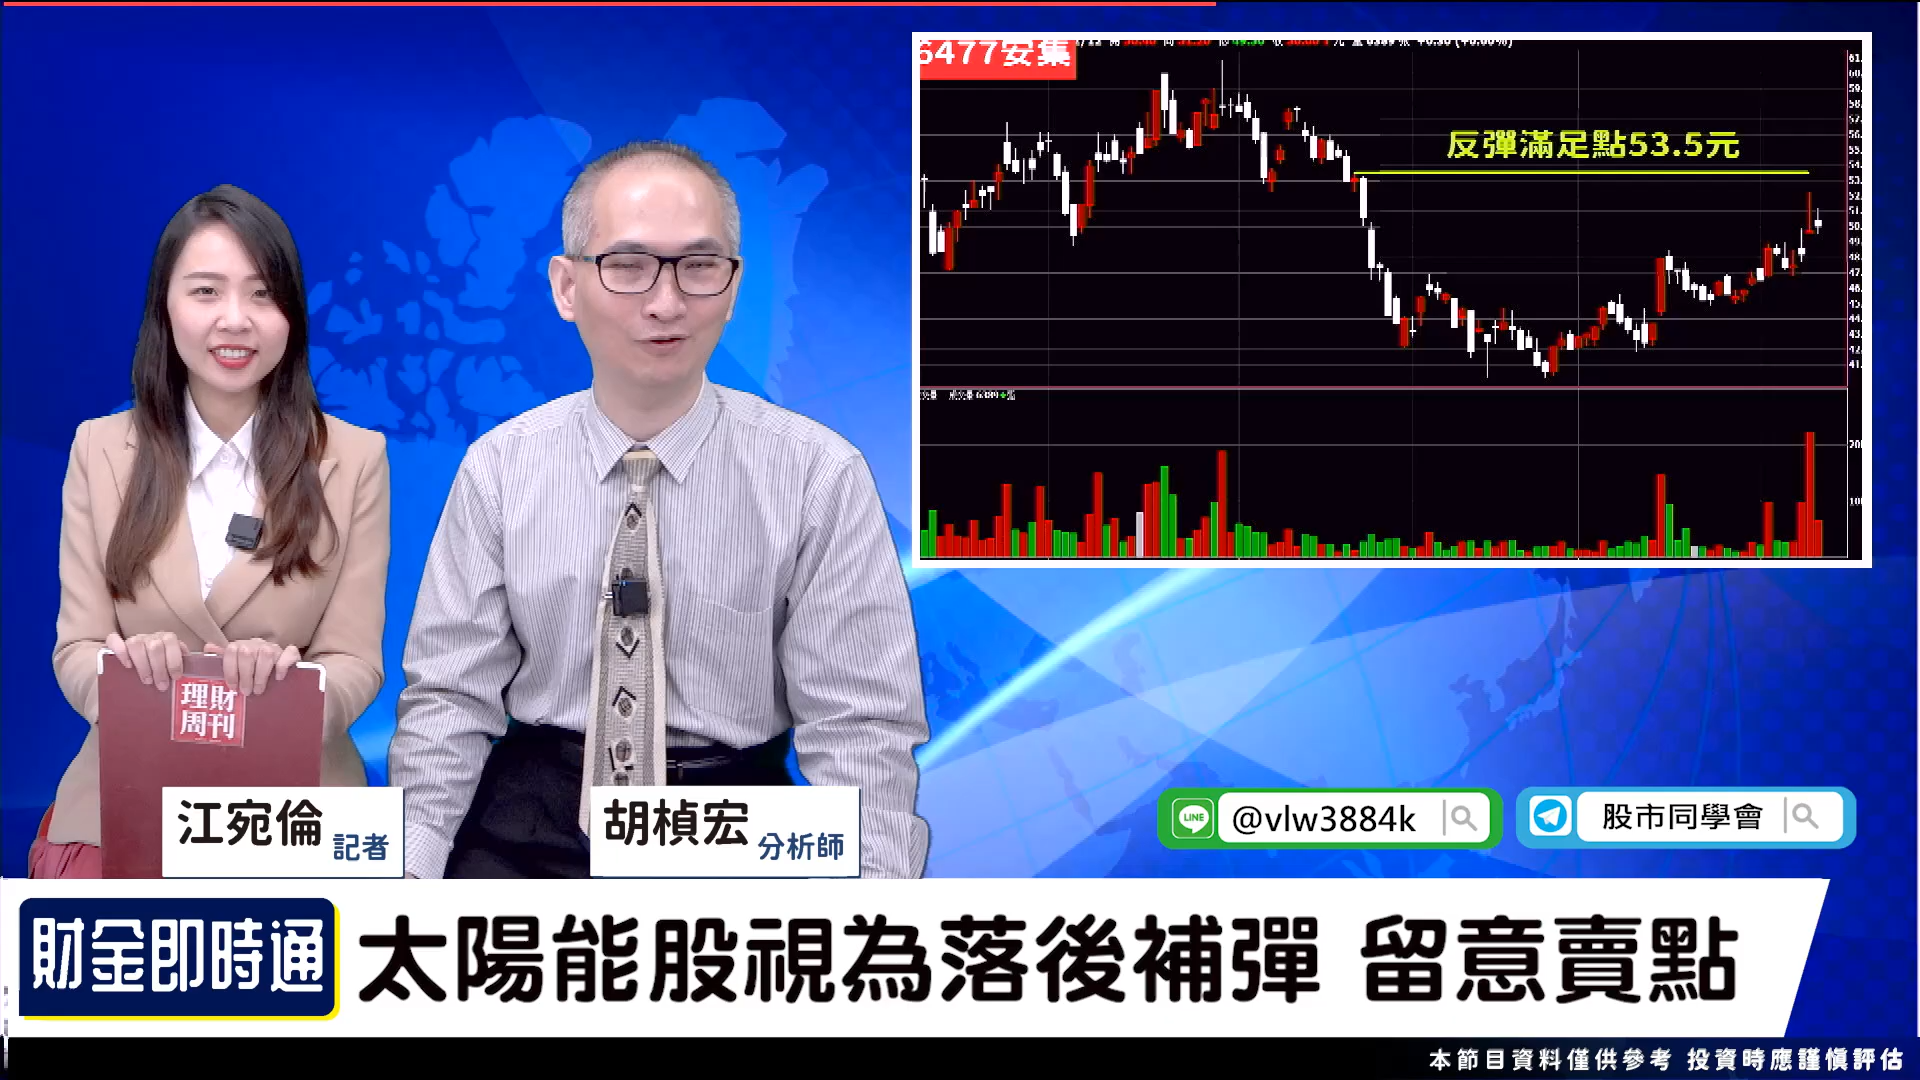 6477安集
反彈滿足點53.5元
理財
周刊
江宛倫 記者
胡楨宏 分析師
LINE @vlw3884k
股市同學會
財金即時通
太陽能股視為落後補彈 留意賣點
本節目資料僅供參考 投資時應謹慎評估